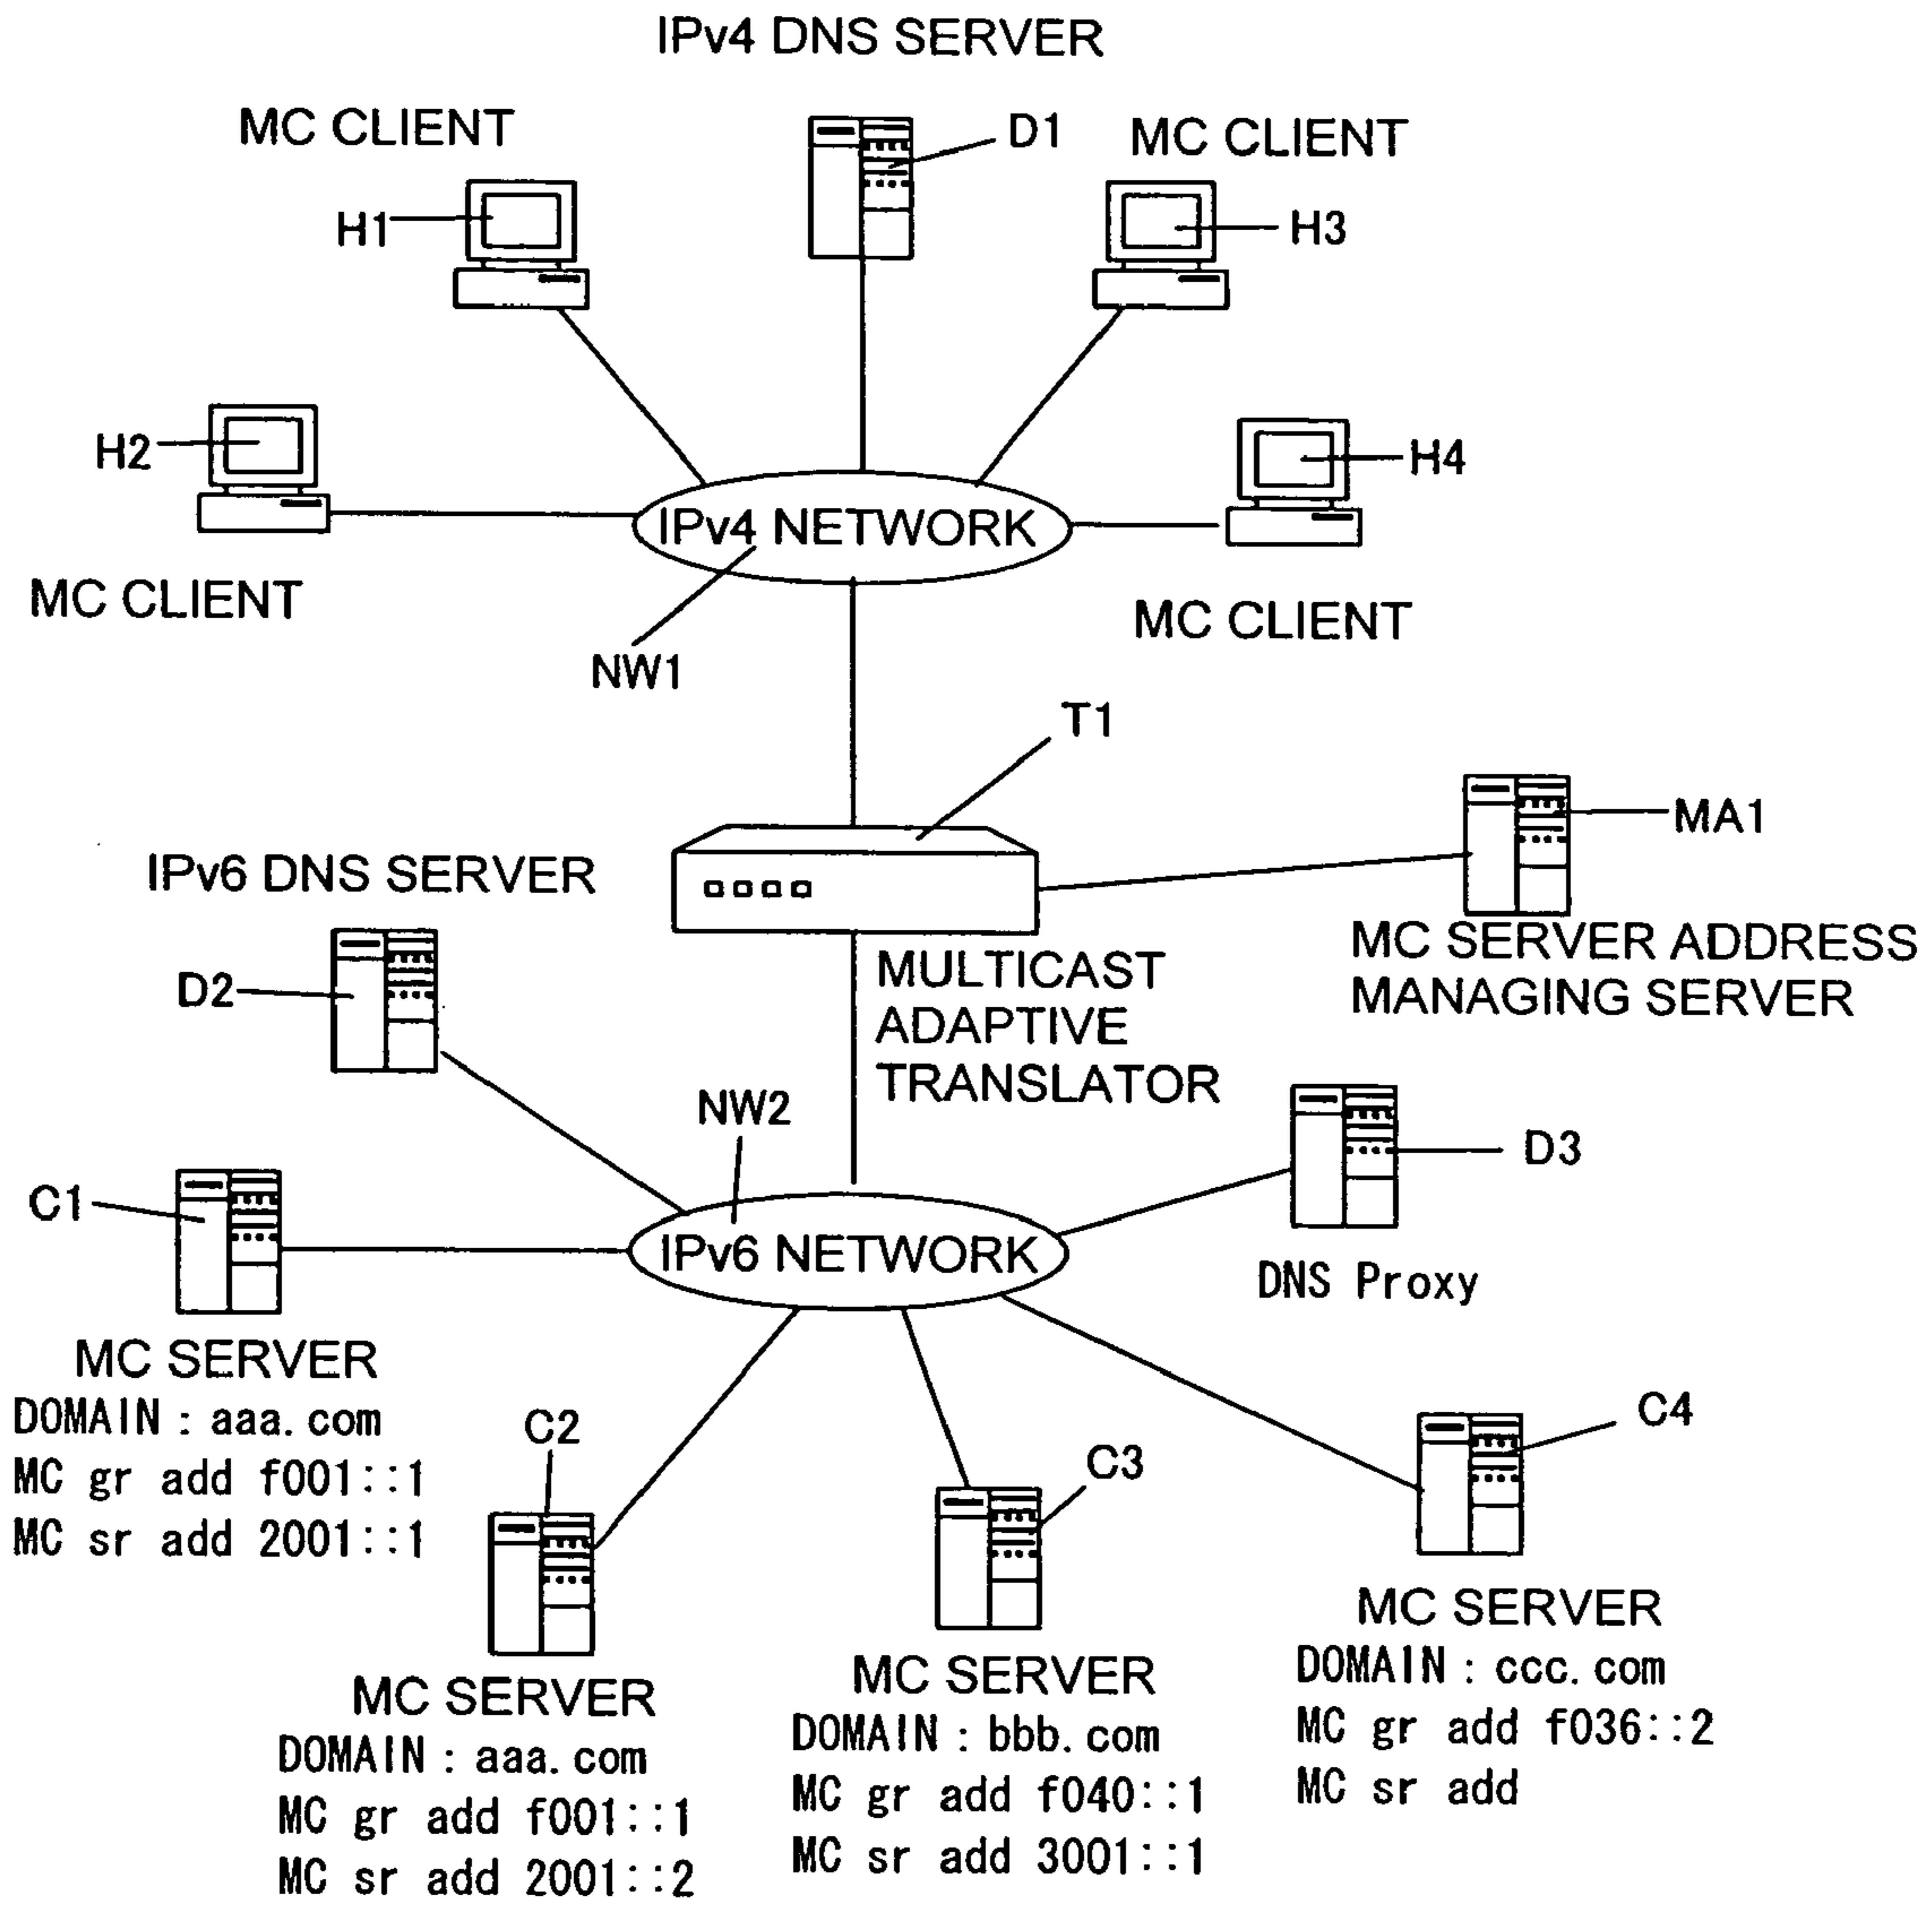 IPv4 DNS SERVER
MC CLIENT
D1
MC CLIENT
H1
H3
H2
H4
IPv4 NETWORK
MC CLIENT
MC CLIENT
NW1
T1
MA1
IPv6 DNS SERVER
MC SERVER ADDRESS
MANAGING SERVER
D2
MULTICAST
ADAPTIVE
TRANSLATOR
NW2
D3
C1
IPv6 NETWORK
DNS Proxy
MC SERVER
DOMAIN : aaa.com
MC gr add f001::1
MC sr add 2001::1
C2
C3
C4
MC SERVER
DOMAIN : aaa.com
MC gr add f001::1
MC sr add 2001::2
MC SERVER
DOMAIN : bbb.com
MC gr add f040::1
MC sr add 3001::1
MC SERVER
DOMAIN : ccc.com
MC gr add f036::2
MC sr add